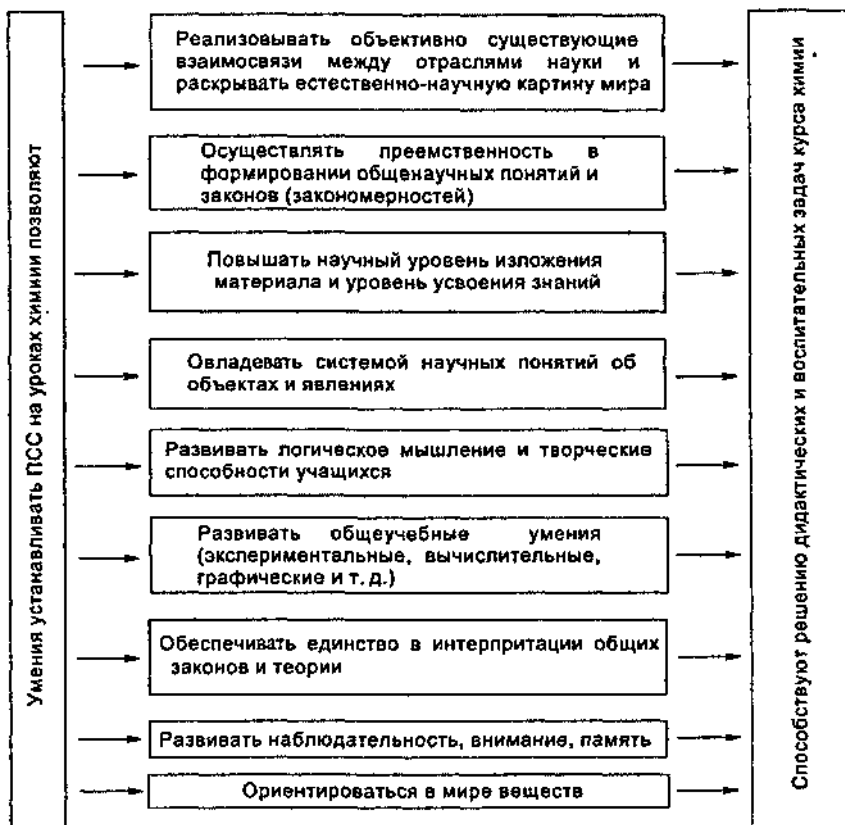 Умения устанавливать ПСС на уроках химнии позволяют
Реализовывать объективно существующие
взаимосвязи между отраслями науки и
раскрывать естественно-научную картину мира
Осуществлять преемственность в
формировании общенаучных понятий и
законов (закономерностей)
Повышать научный уровень изложения
материала и уровень усвоения знаний
Овладевать системой научных понятий об
объектах и явлениях
Развивать логическое мышление и творческие
способности учащихся
Развивать общеучебные умения
(экспериментальные, вычислительные,
графические и т. д.)
Обеспечивать единство в интерпритации общих
законов и теории
Развивать наблюдательность, внимание, память
Ориентироваться в мире веществ
Способствуют решению дидактических и воспитательных задач курса химии